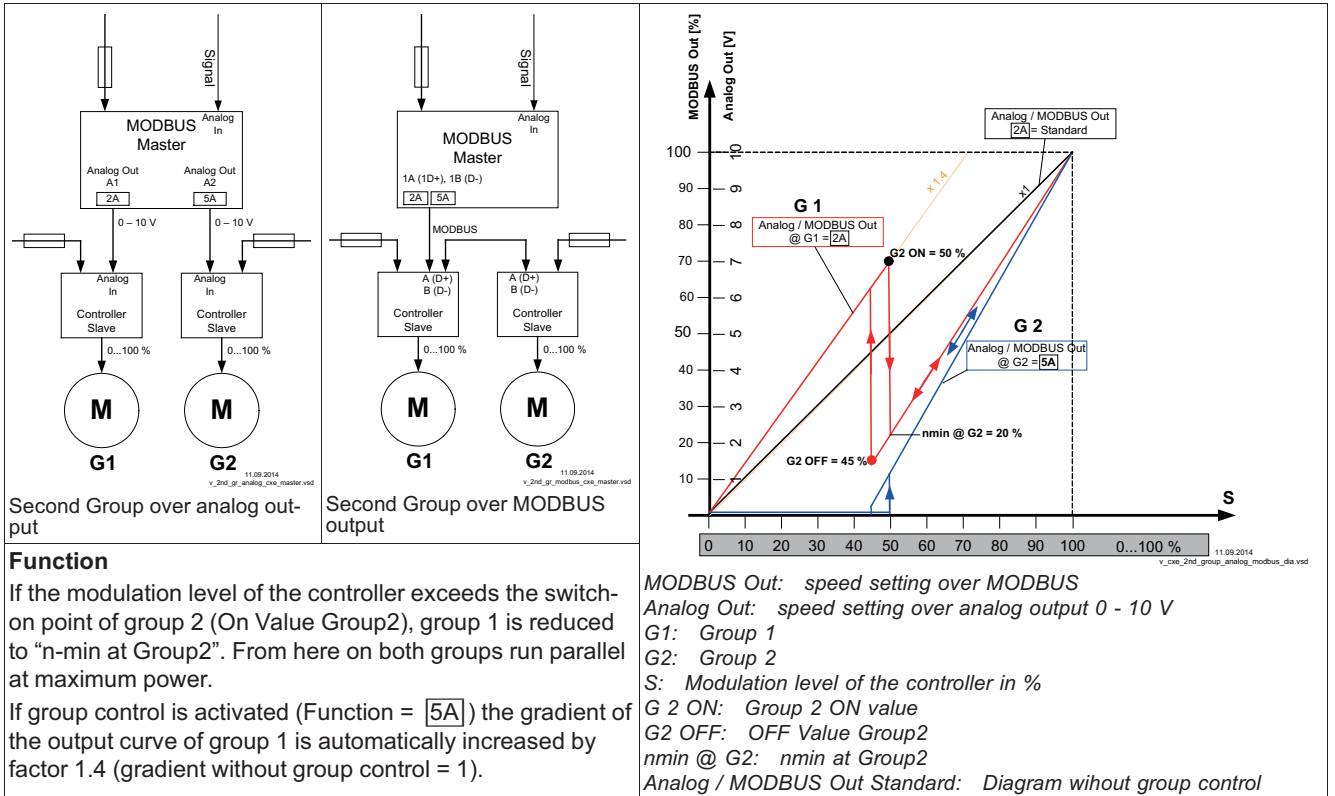 Signal
MODBUS
Master
Analog
In
Analog Out
A1
2A
Analog Out
A2
5A
0 – 10 V
0 – 10 V
Analog
In
Controller
Slave
0...100 %
Analog
In
Controller
Slave
0...100 %
M
M
G1
G2
11.09.2014
v_2nd_gr_analog_cxe_master.vsd
Second Group over analog out-
put
Signal
Analog
In
MODBUS
Master
1A (1D+), 1B (D-)
2A 5A
MODBUS
A (D+)
B (D-)
Controller
Slave
0...100 %
A (D+)
B (D-)
Controller
Slave
0...100 %
M
M
G1
G2
11.09.2014
v_2nd_gr_modbus_cxe_master.vsd
Second Group over MODBUS
output
Function
If the modulation level of the controller exceeds the switch-
on point of group 2 (On Value Group2), group 1 is reduced
to “n-min at Group2”. From here on both groups run parallel
at maximum power.
If group control is activated (Function = 5A) the gradient of
the output curve of group 1 is automatically increased by
factor 1.4 (gradient without group control = 1).
MODBUS Out [%]
Analog Out [V]
100
90
80
70
60
50
40
30
20
10
10
9
8
7
6
5
4
3
2
1
Analog / MODBUS Out
2A = Standard
x 1.4
x1
G 1
Analog / MODBUS Out
@ G1 = 2A
G2 ON = 50 %
G 2
Analog / MODBUS Out
@ G2 = 5A
nmin @ G2 = 20 %
G2 OFF = 45 %
S
0 10 20 30 40 50 60 70 80 90 100 0...100 %
11.09.2014
v_cxe_2nd_group_analog_modbus_dia.vsd
MODBUS Out: speed setting over MODBUS
Analog Out: speed setting over analog output 0 - 10 V
G1: Group 1
G2: Group 2
S: Modulation level of the controller in %
G 2 ON: Group 2 ON value
G2 OFF: OFF Value Group2
nmin @ G2: nmin at Group2
Analog / MODBUS Out Standard: Diagram wihout group control